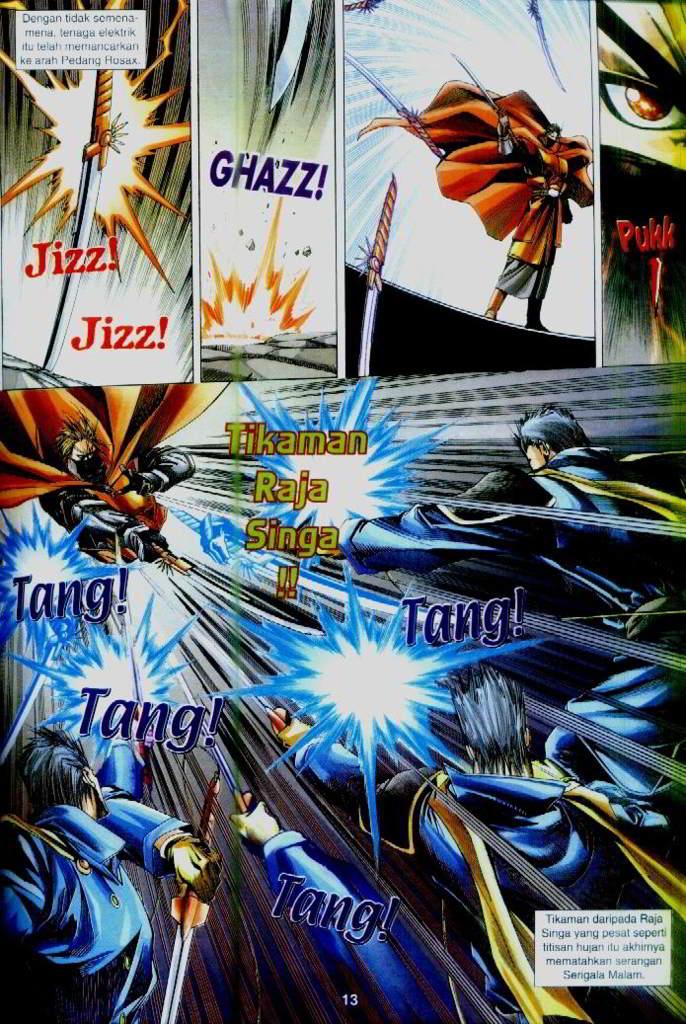 Dengan tidak semena-
mena, tenaga elektrik
itu telah memancarkan
ke arah Pedang Rosax.
Jizz!
Jizz!
GHAZZ!
Pukk
!
Tikaman
Raja
Singa
!!
Tang!
Tang!
Tang!
Tang!
Tikaman daripada Raja
Singa yang pesat seperti
titisan hujan itu akhirnya
mematahkan serangan
Serigala Malam.
13